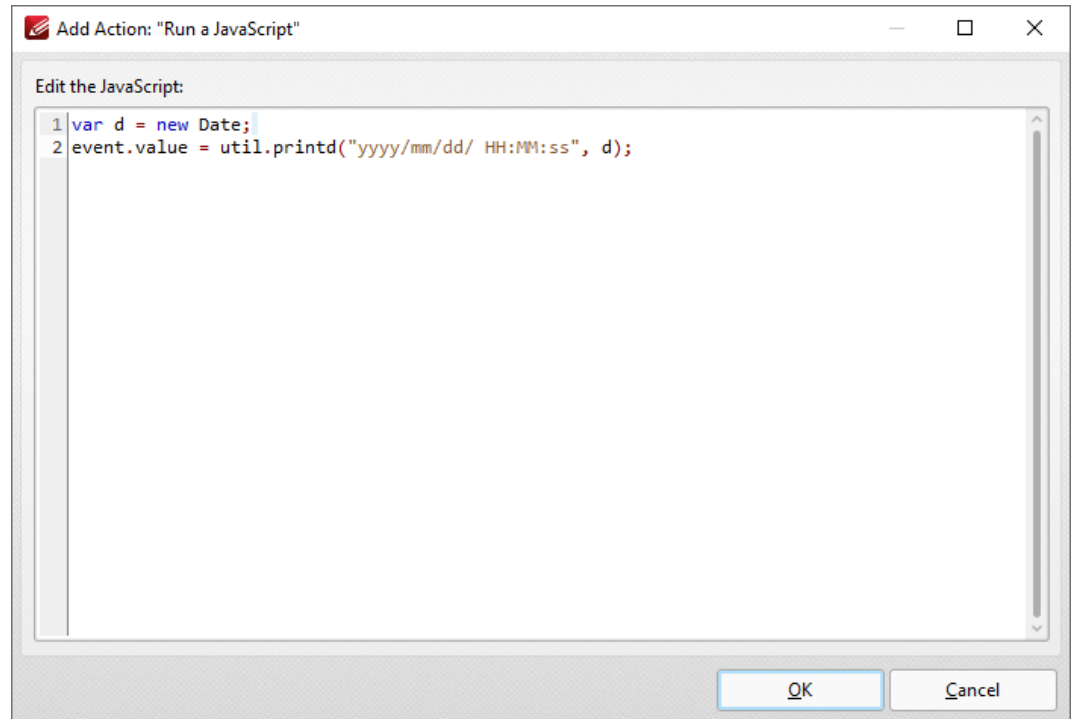 Add Action: "Run a JavaScript"
Edit the JavaScript:
1 var d = new Date;
2 event.value = util.printd("yyyy/mm/dd/ HH:MM:ss", d);
OK Cancel